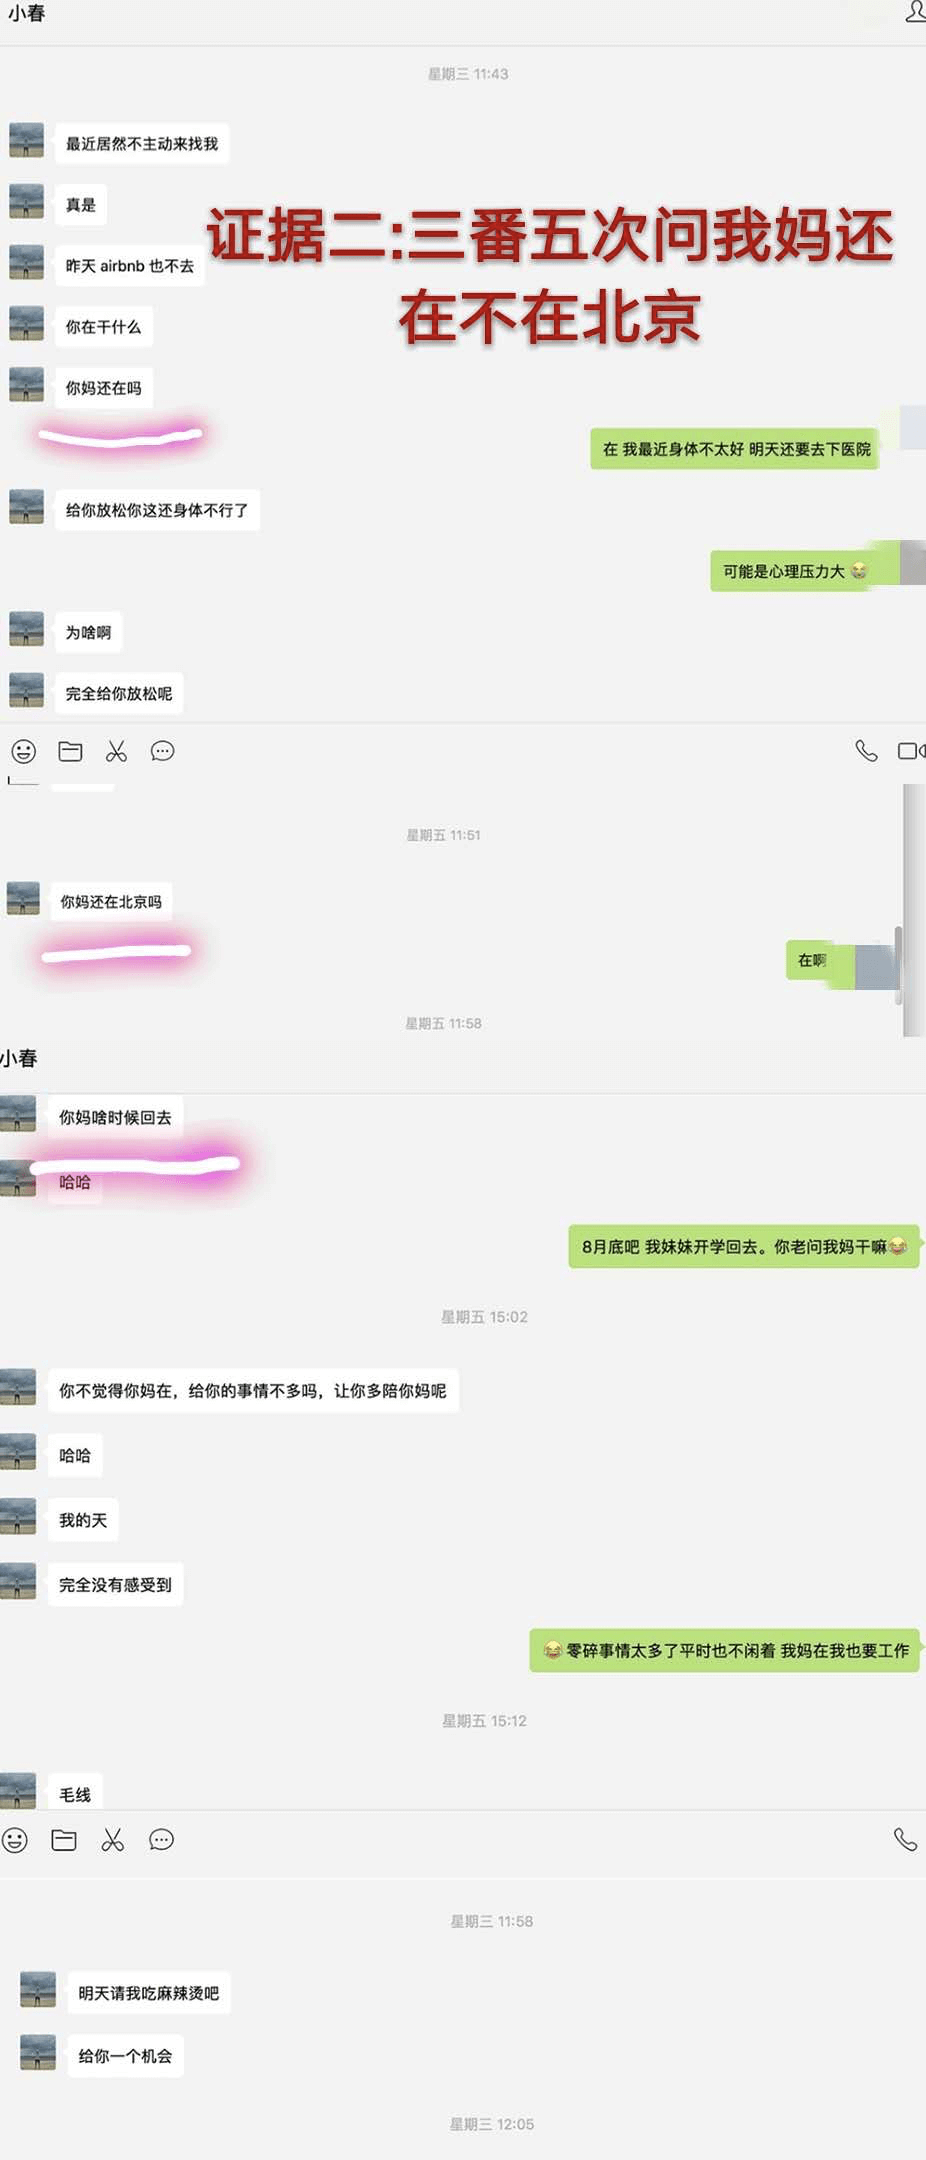 小春
星期三 11:43
最近居然不主动来找我
真是
证据二:三番五次问我妈还
在不在北京
昨天 airbnb 也不去
你在干什么
你妈还在吗
在 我最近身体不太好 明天还要去下医院
给你放松你这还身体不行了
可能是心理压力大😭
为啥啊
完全给你放松呢
星期五 11:51
你妈还在北京吗
在啊
星期五 11:58
小春
你妈啥时候回去
哈哈
8月底吧 我妹妹开学回去。你老问我妈干嘛😂
星期五 15:02
你不觉得你妈在，给你的事情不多吗，让你多陪你妈呢
哈哈
我的天
完全没有感受到
😂零碎事情太多了平时也不闲着 我妈在我也要工作
星期五 15:12
毛线
星期三 11:58
明天请我吃麻辣烫吧
给你一个机会
星期三 12:05